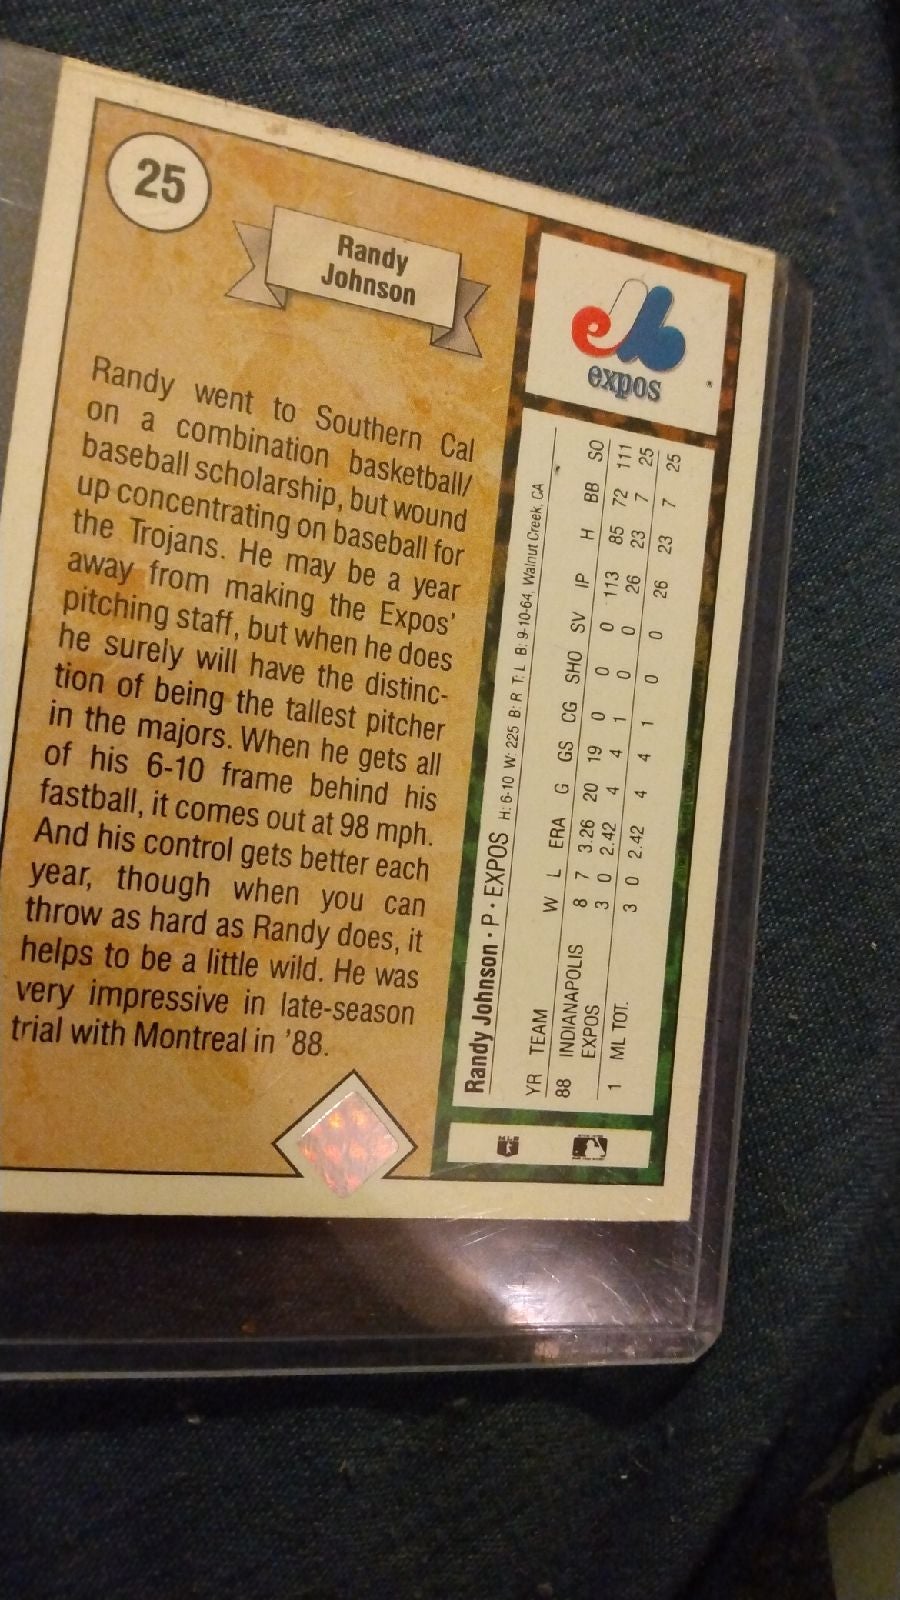 25
Randy
Johnson
Randy went to Southern Cal
on a combination basketball/
baseball scholarship, but wound
up concentrating on baseball for
the Trojans. He may be a year
away from making the Expos'
pitching staff, but when he does
he surely will have the distinc-
tion of being the tallest pitcher
in the majors. When he gets all
of his 6-10 frame behind his
fastball, it comes out at 98 mph.
And his control gets better each
year, though when you can
throw as hard as Randy does, it
helps to be a little wild. He was
very impressive in late-season
trial with Montreal in '88.
expos
Randy Johnson • P • EXPOS H: 6-10 W: 225 B: R T: L B: 9-10-64, Walnut Creek, CA
YR TEAM W L ERA G GS CG SHO SV IP H BB SO
88 INDIANAPOLIS 8 7 3.26 20 19 0 0 0 113 85 72 111
EXPOS 3 0 2.42 4 4 1 0 0 26 23 7 25
1 ML TOT. 3 0 2.42 4 4 1 0 0 26 23 7 25